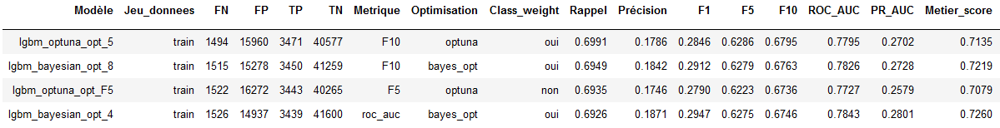 Modèle Jeu_donnees FN FP TP TN Metrique Optimisation Class_weight Rappel Précision F1 F5 F10 ROC_AUC PR_AUC Metier_score
lgbm_optuna_opt_5 train 1494 15960 3471 40577 F10 optuna oui 0.6991 0.1786 0.2846 0.6286 0.6795 0.7795 0.2702 0.7135
lgbm_bayesian_opt_8 train 1515 15278 3450 41259 F10 bayes_opt oui 0.6949 0.1842 0.2912 0.6279 0.6763 0.7826 0.2728 0.7219
lgbm_optuna_opt_F5 train 1522 16272 3443 40265 F5 optuna non 0.6935 0.1746 0.2790 0.6223 0.6736 0.7727 0.2579 0.7079
lgbm_bayesian_opt_4 train 1526 14937 3439 41600 roc_auc bayes_opt oui 0.6926 0.1871 0.2947 0.6275 0.6746 0.7843 0.2801 0.7260